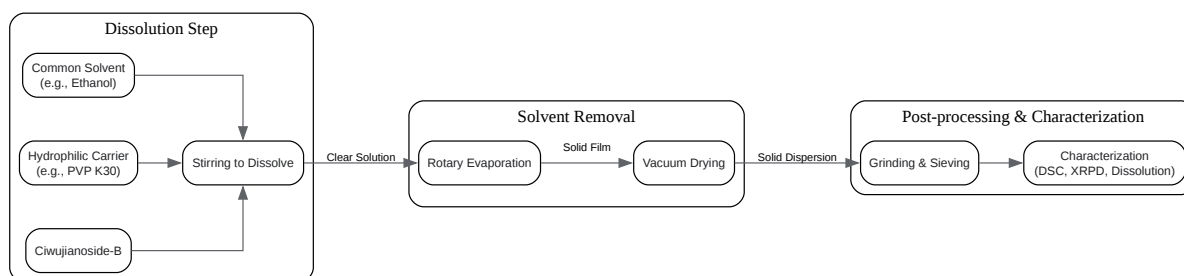 Dissolution Step
Common Solvent
(e.g., Ethanol)
Hydrophilic Carrier
(e.g., PVP K30)
Stirring to Dissolve
Ciwujianoside-B
Clear Solution
Solvent Removal
Rotary Evaporation
Solid Film
Vacuum Drying
Solid Dispersion
Post-processing & Characterization
Grinding & Sieving
Characterization
(DSC, XRPD, Dissolution)